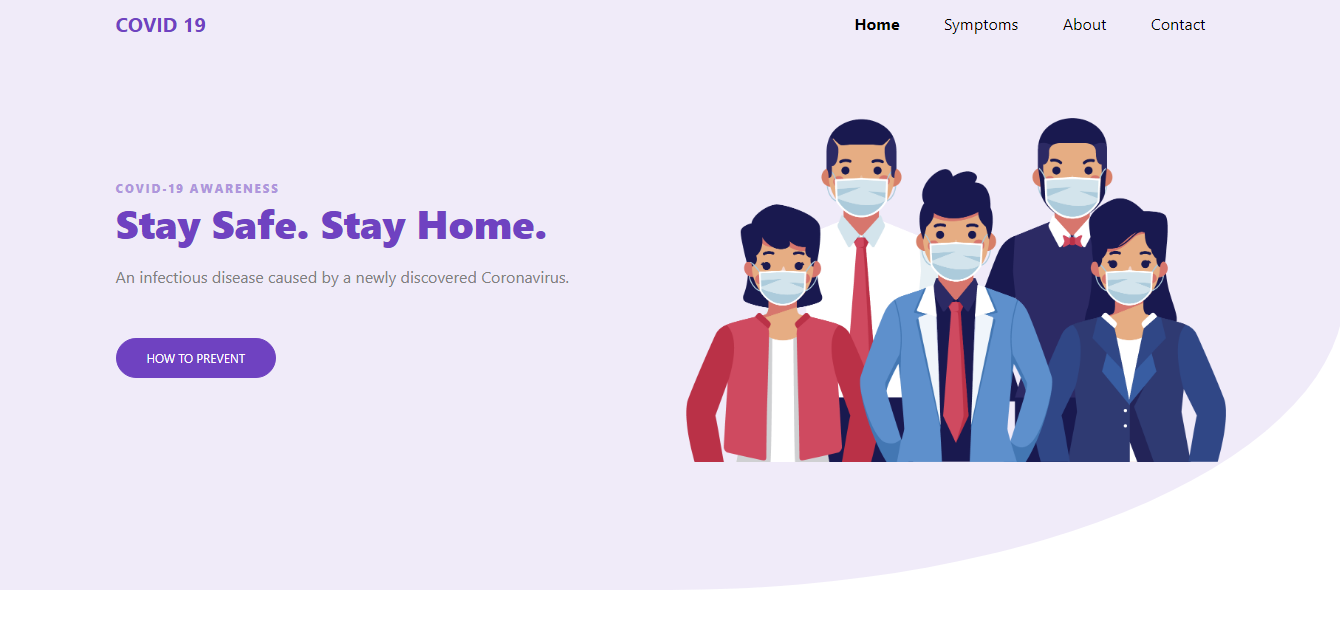 COVID 19
Home Symptoms About Contact
COVID-19 AWARENESS
Stay Safe. Stay Home.
An infectious disease caused by a newly discovered Coronavirus.
HOW TO PREVENT